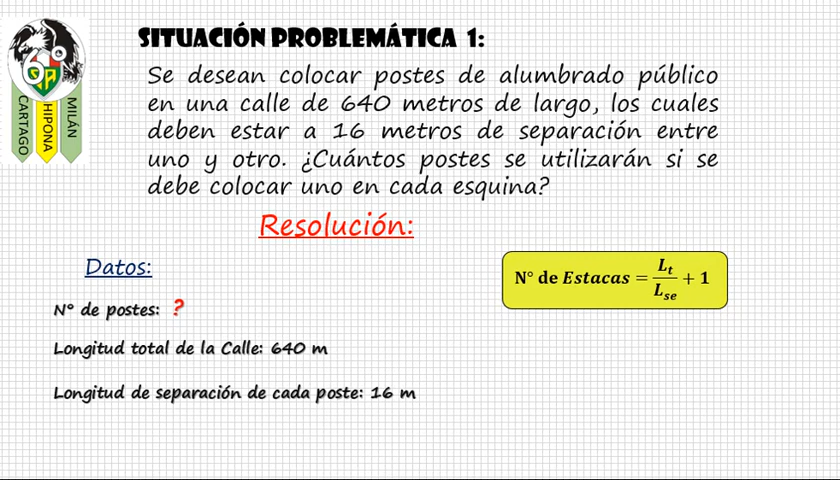 SITUACIÓN PROBLEMÁTICA 1:
Se desean colocar postes de alumbrado público
en una calle de 640 metros de largo, los cuales
deben estar a 16 metros de separación entre
uno y otro. ¿Cuántos postes se utilizarán si se
debe colocar uno en cada esquina?
6°
CARTAGO
HIPONA
MILÁN
Resolución:
Datos:
N° de postes: ?
Longitud total de la Calle: 640 m
Longitud de separación de cada poste: 16 m
N° de Estacas = L_t / L_se + 1